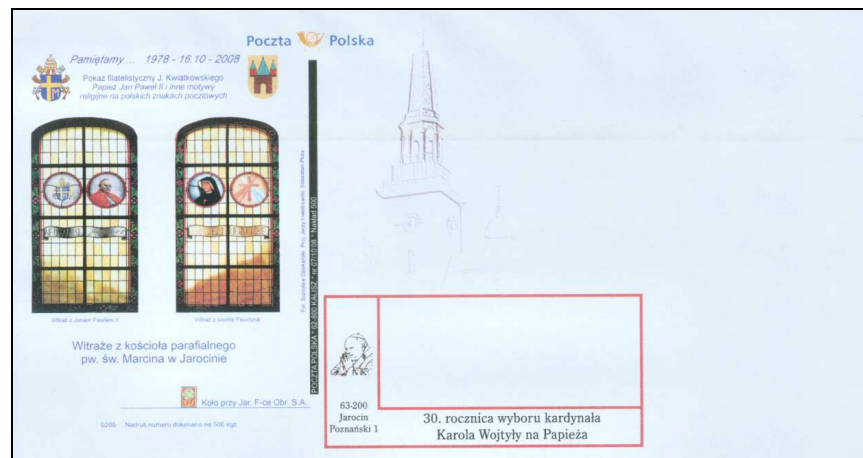 Poczta Polska
Pamiętamy ... 1978 - 16.10 - 2008
Pokaz filatelistyczny J. Kwiatkowskiego
Papież Jan Paweł II i inne motywy
religijne na polskich znakach pocztowych
Witraż z Janem Pawłem II
Witraż z siostrą Faustyną
Witraże z kościoła parafialnego
pw. św. Marcina w Jarocinie
Koło przy Jar. F-ce Obr. S.A.
Nadruk numeru dokonano na 500 egz.
POCZTA POLSKA * 62-800 KALISZ * nr 07/10/08 * Nakład 500
63-200
Jarocin
Poznański 1
30. rocznica wyboru kardynała
Karola Wojtyły na Papieża